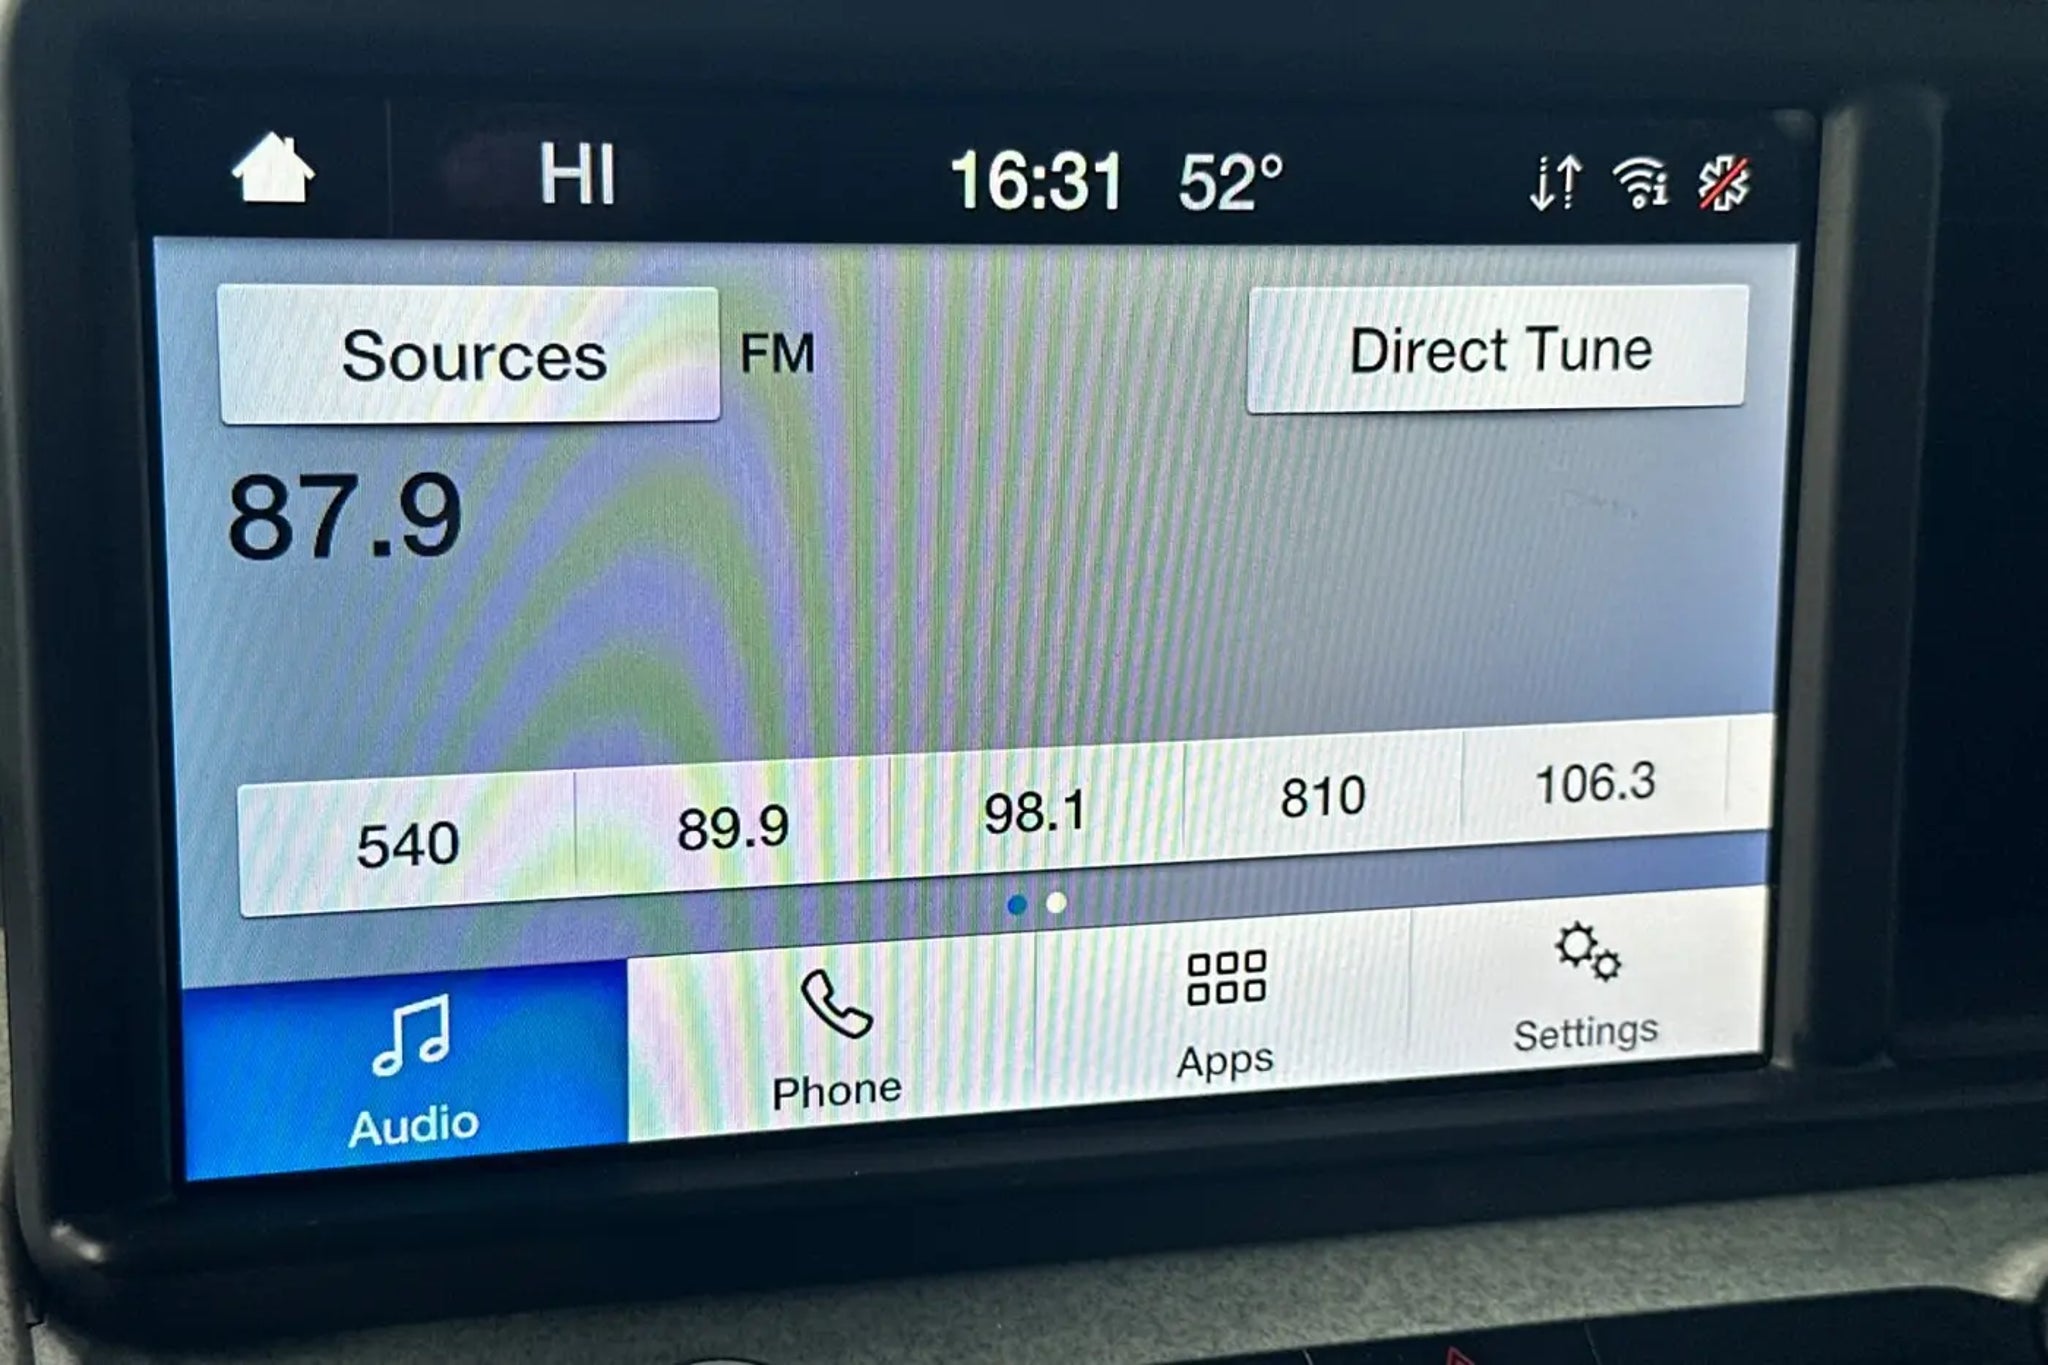 HI 16:31 52°
Sources FM Direct Tune
87.9
540 89.9 98.1 810 106.3
Audio Phone Apps Settings